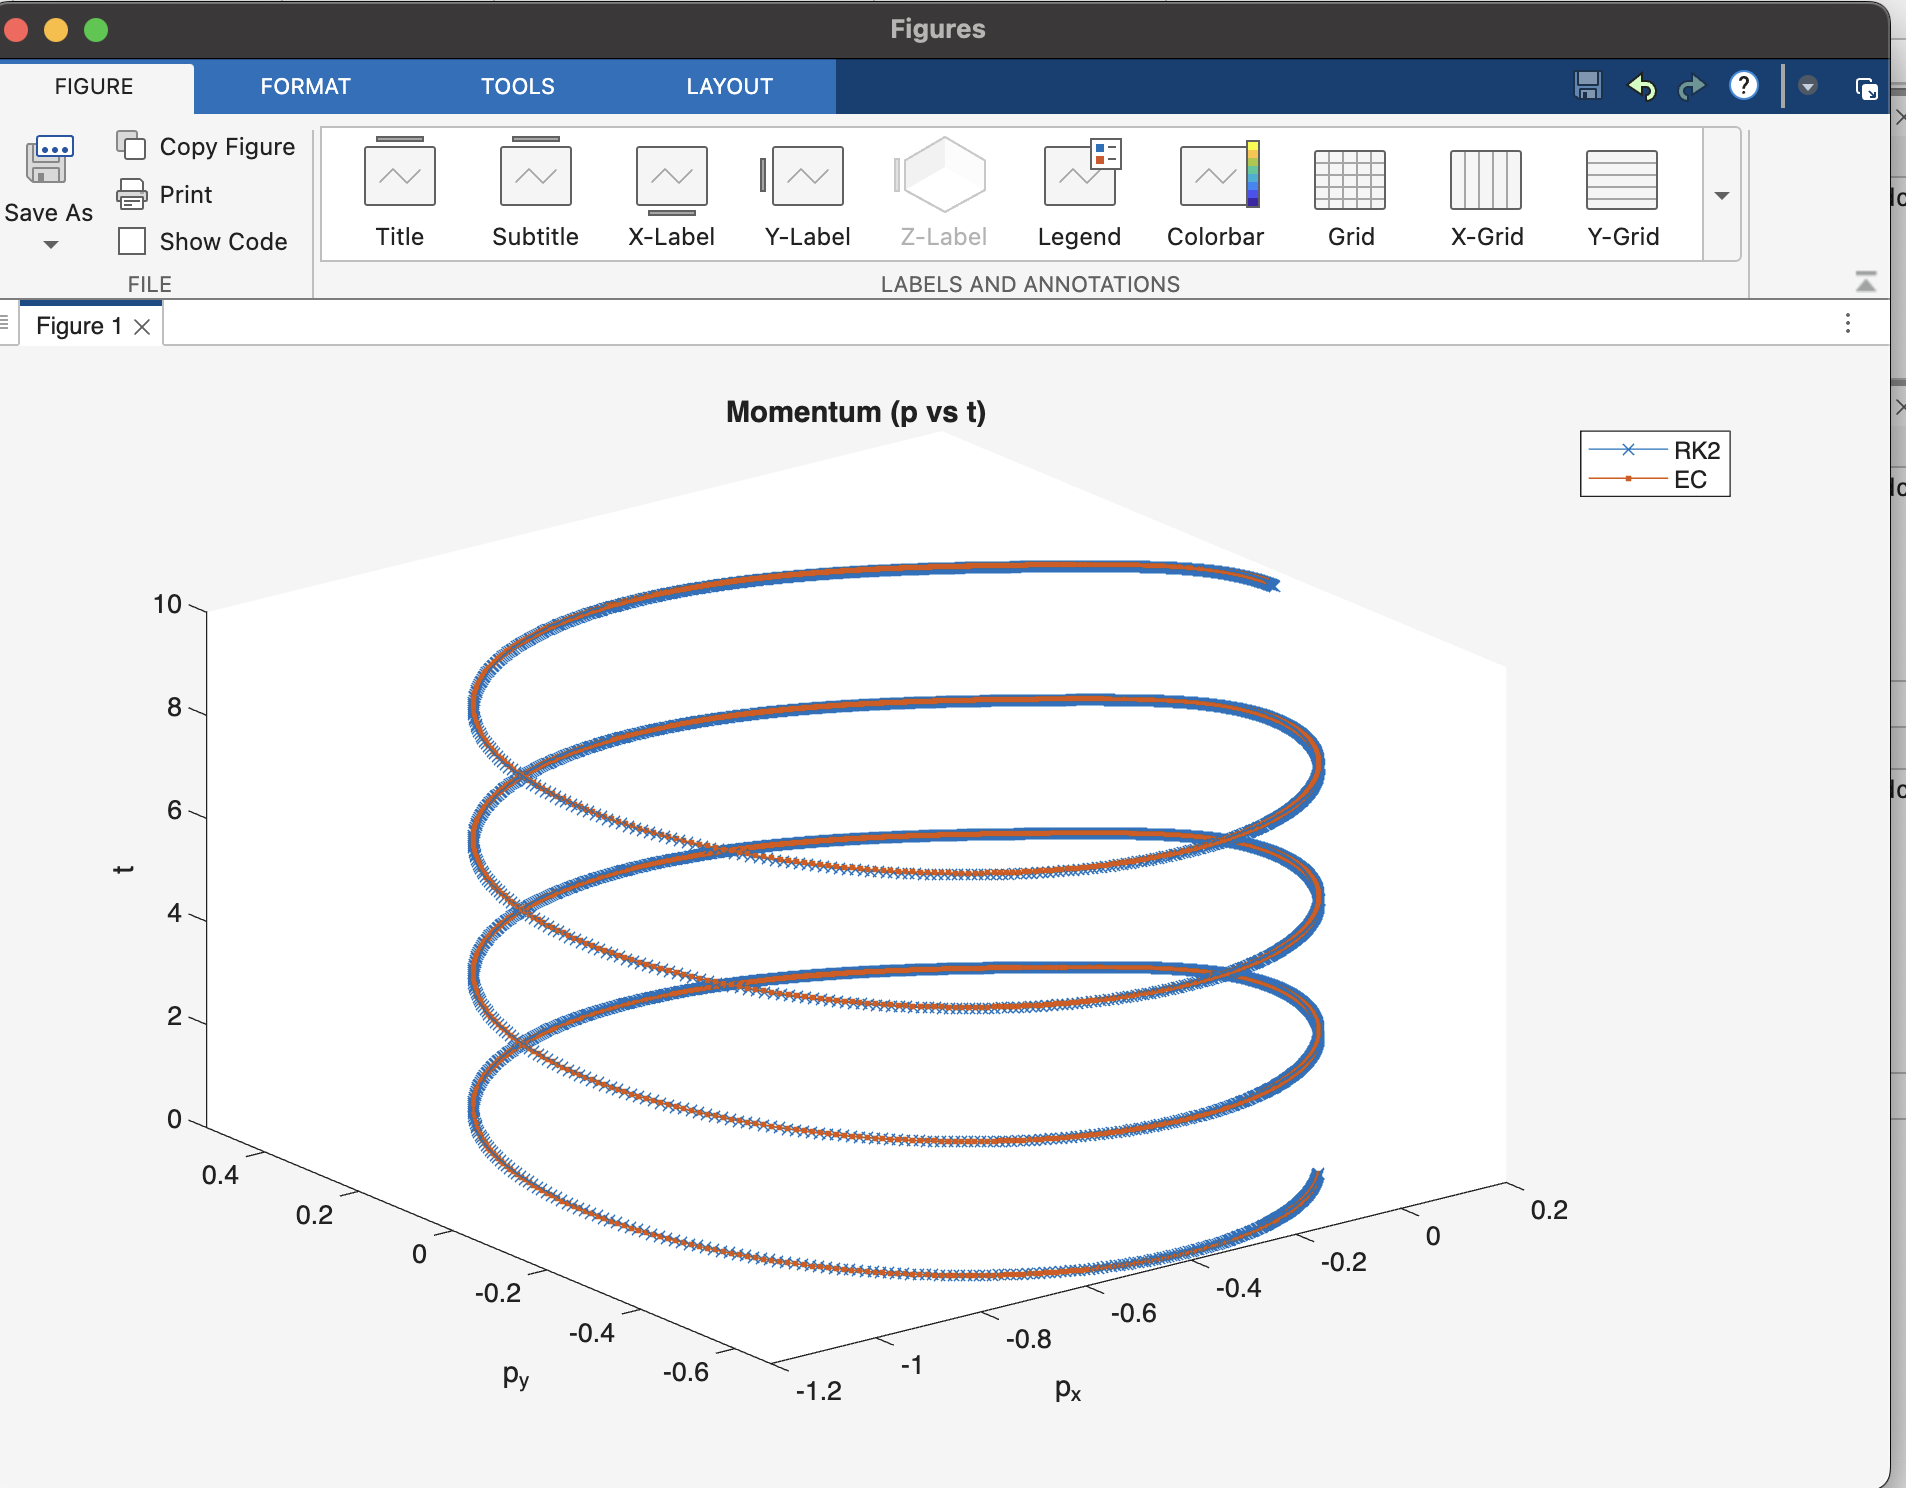 Figures
FIGURE FORMAT TOOLS LAYOUT
Save As
Copy Figure
Print
Show Code
FILE
Title Subtitle X-Label Y-Label Z-Label Legend Colorbar Grid X-Grid Y-Grid
LABELS AND ANNOTATIONS
Figure 1
Momentum (p vs t)
RK2
EC
10
8
6
4
2
0
t
0.4
0.2
0
-0.2
-0.4
-0.6
py
-1.2
-1
-0.8
-0.6
-0.4
-0.2
0
0.2
px